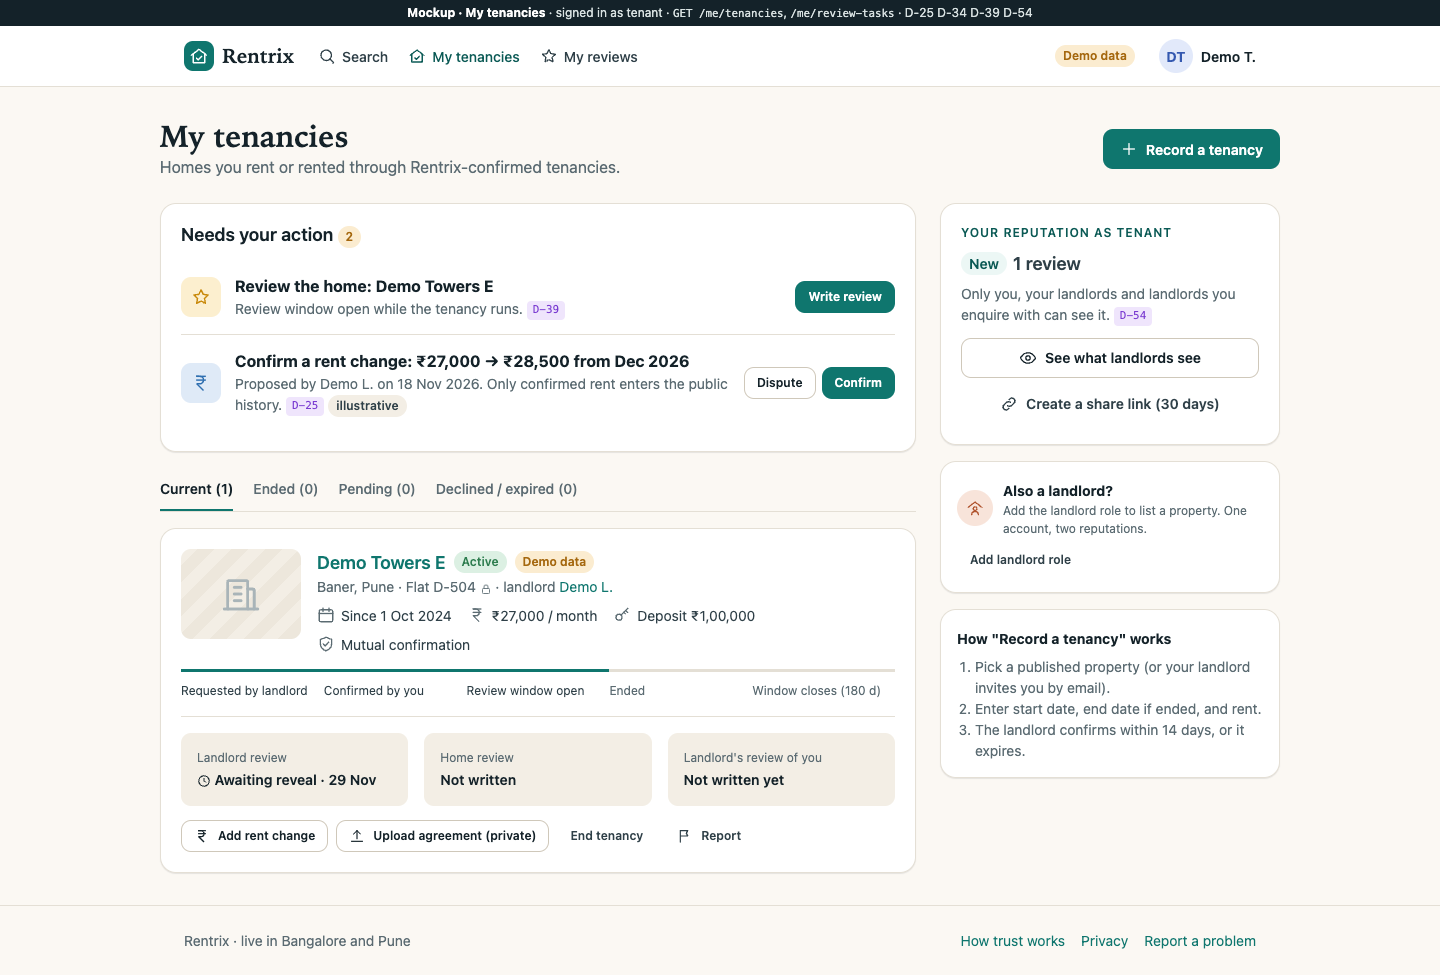 Mockup · My tenancies · signed in as tenant · GET /me/tenancies, /me/review-tasks · D-25 D-34 D-39 D-54
Rentrix Search My tenancies My reviews Demo data DT Demo T.
My tenancies
Homes you rent or rented through Rentrix-confirmed tenancies.
+ Record a tenancy
Needs your action 2
Review the home: Demo Towers E
Review window open while the tenancy runs. D-39
Write review
Confirm a rent change: ₹27,000 → ₹28,500 from Dec 2026
Proposed by Demo L. on 18 Nov 2026. Only confirmed rent enters the public
history. D-25 illustrative
Dispute Confirm
Current (1) Ended (0) Pending (0) Declined / expired (0)
Demo Towers E Active Demo data
Baner, Pune · Flat D-504 · landlord Demo L.
Since 1 Oct 2024 ₹ ₹27,000 / month Deposit ₹1,00,000
Mutual confirmation
Requested by landlord Confirmed by you Review window open Ended Window closes (180 d)
Landlord review
Awaiting reveal · 29 Nov
Home review
Not written
Landlord's review of you
Not written yet
₹ Add rent change Upload agreement (private) End tenancy Report
YOUR REPUTATION AS TENANT
New 1 review
Only you, your landlords and landlords you
enquire with can see it. D-54
See what landlords see
Create a share link (30 days)
Also a landlord?
Add the landlord role to list a property. One
account, two reputations.
Add landlord role
How "Record a tenancy" works
1. Pick a published property (or your landlord
invites you by email).
2. Enter start date, end date if ended, and rent.
3. The landlord confirms within 14 days, or it
expires.
Rentrix · live in Bangalore and Pune
How trust works Privacy Report a problem